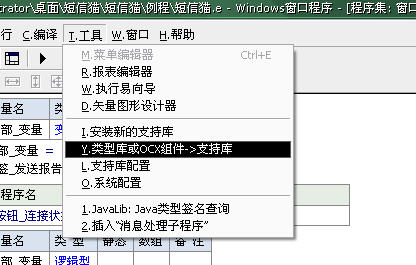 trator\桌面\短信猫\短信猫\例程\短信猫.e - Windows窗口程序 - [程序集: 窗口
行 C.编译 I.工具 W.窗口 H.帮助
M.菜单编辑器 Ctrl+E
R.报表编辑器
W.执行易向导
D.矢量图形设计器
I.安装新的支持库
Y.类型库或OCX组件->支持库
L.支持库配置
O.系统配置
1.JavaLib: Java类型签名查询
2.插入“消息处理子程序”
量名 类
部_变量 变
部_变量 =
签_发送报告
程序名
按钮_连接状
量名 类 型 静态 数组 备 注
部_变量 逻辑型